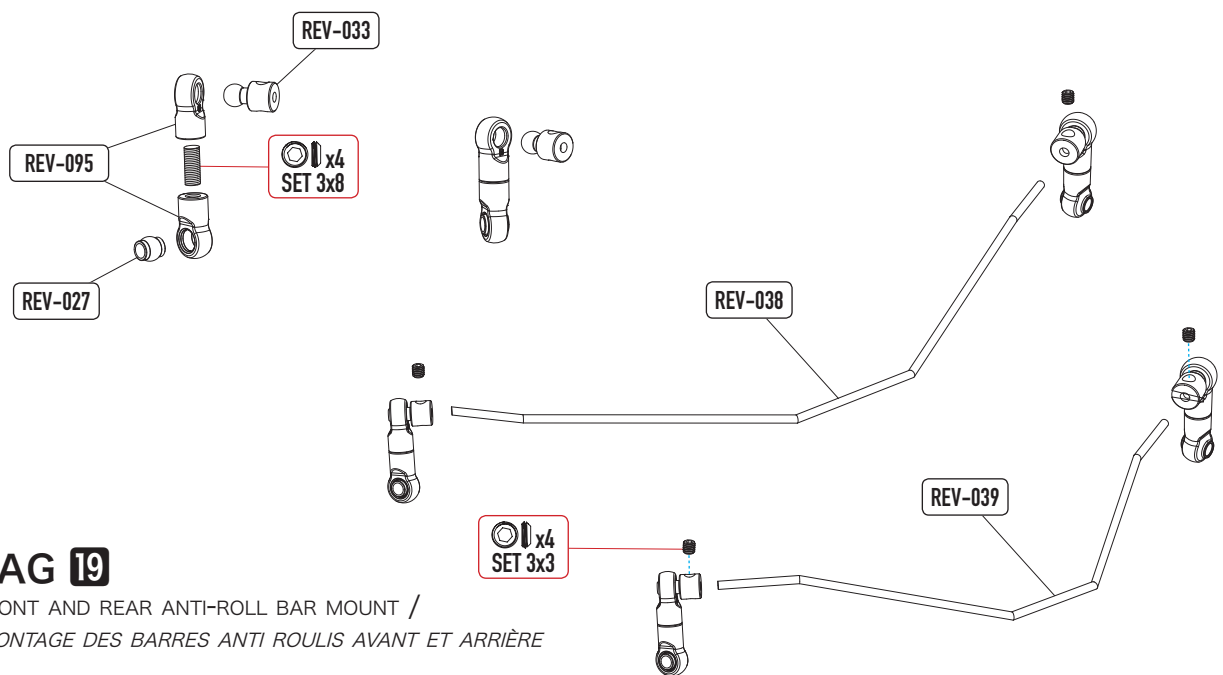 REV-033
REV-095
x4
SET 3x8
REV-027
REV-038
REV-039
x4
SET 3x3
AG 19
ONT AND REAR ANTI-ROLL BAR MOUNT /
ONTAGE DES BARRES ANTI ROULIS AVANT ET ARRIÈRE